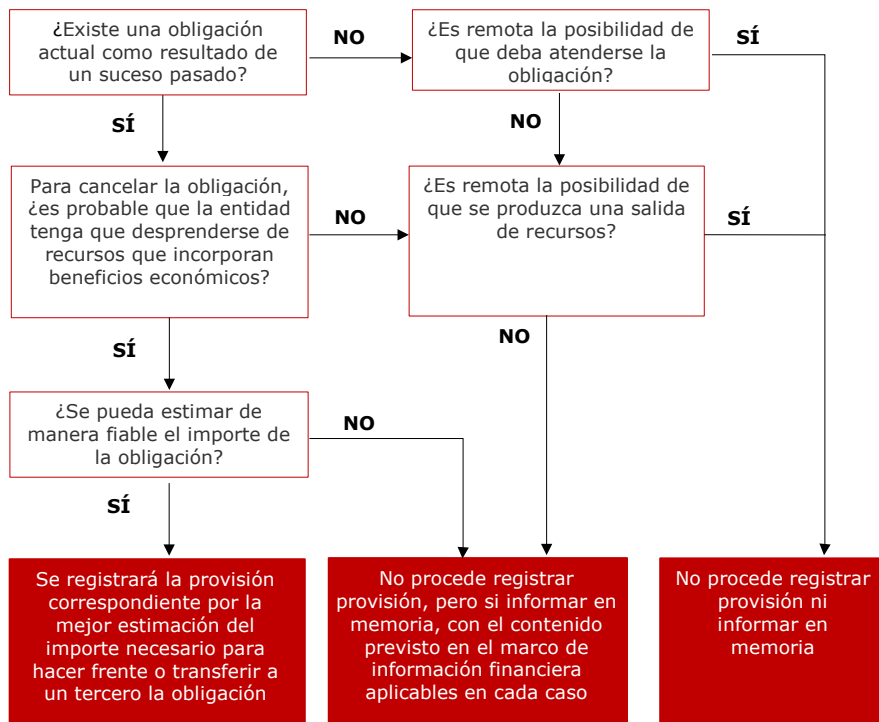 ¿Existe una obligación
actual como resultado de
un suceso pasado?
NO
¿Es remota la posibilidad de
que deba atenderse la
obligación?
SÍ
SÍ
NO
Para cancelar la obligación,
¿es probable que la entidad
tenga que desprenderse de
recursos que incorporan
beneficios económicos?
NO
¿Es remota la posibilidad de
que se produzca una salida
de recursos?
SÍ
SÍ
NO
¿Se pueda estimar de
manera fiable el importe de
la obligación?
NO
SÍ
Se registrará la provisión
correspondiente por la
mejor estimación del
importe necesario para
hacer frente o transferir a
un tercero la obligación
No procede registrar
provisión, pero si informar en
memoria, con el contenido
previsto en el marco de
información financiera
aplicables en cada caso
No procede registrar
provisión ni
informar en
memoria